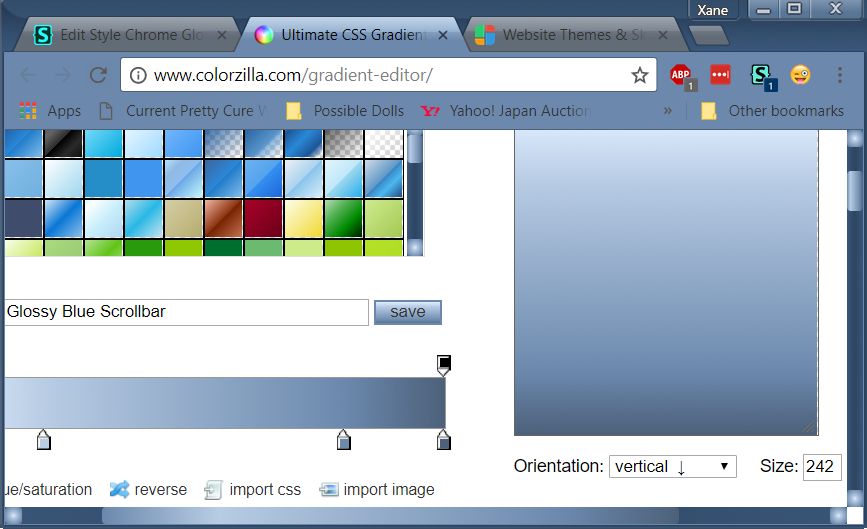 Xane
Edit Style Chrome Glo
Ultimate CSS Gradient
Website Themes & Sk
www.colorzilla.com/gradient-editor/
ABP
1
S
1
Apps
Current Pretty Cure W
Possible Dolls
Y!
Yahoo! Japan Auction
»
Other bookmarks
Glossy Blue Scrollbar
save
Orientation:
vertical ↓
Size:
242
ue/saturation
reverse
import css
import image